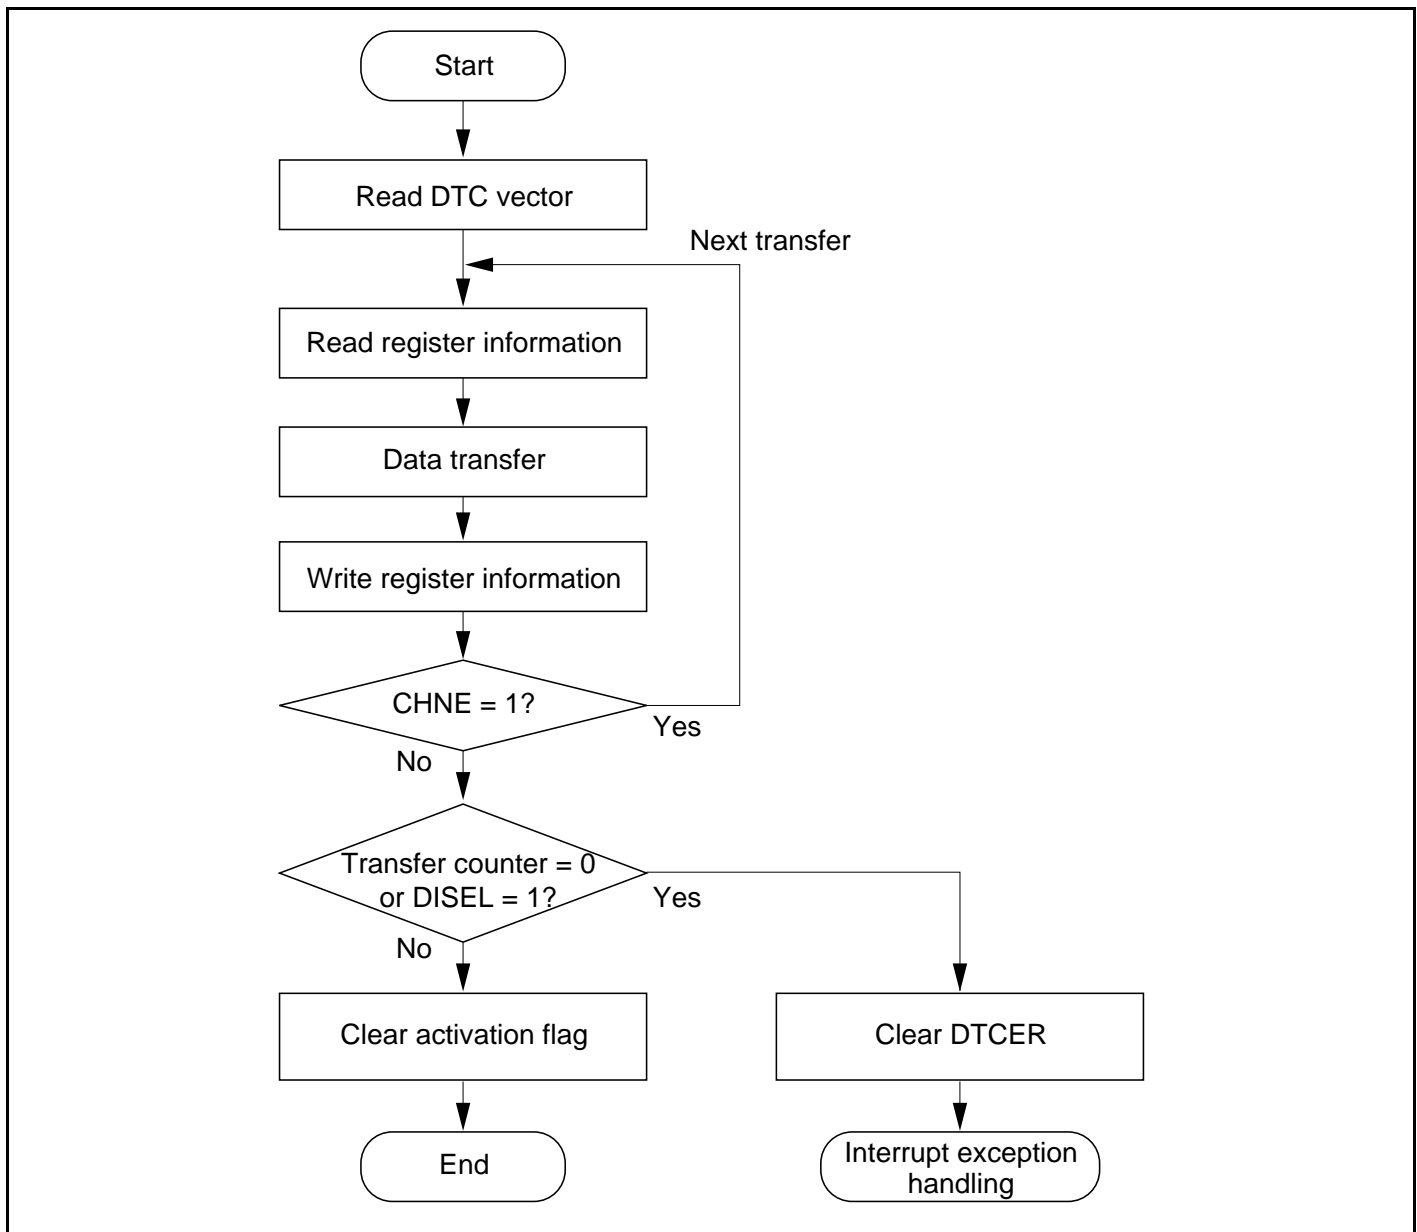 Start
Read DTC vector
Next transfer
Read register information
Data transfer
Write register information
CHNE = 1?
Yes
No
Transfer counter = 0
or DISEL = 1?
Yes
No
Clear activation flag
Clear DTCER
End
Interrupt exception
handling